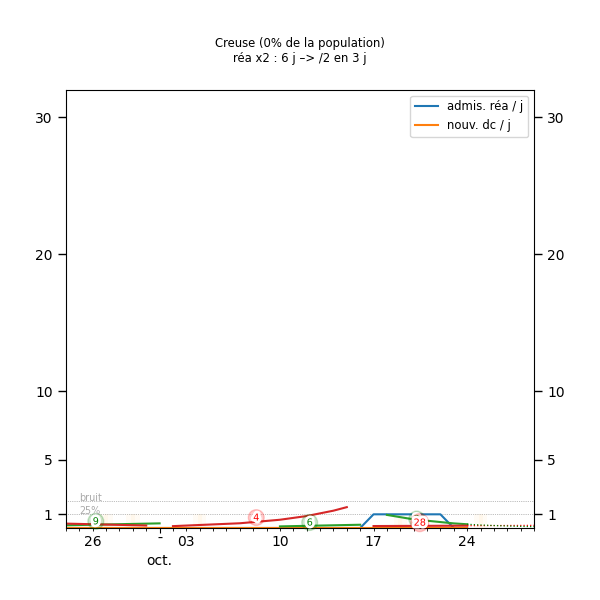 Creuse (0% de la population)
réa x2 : 6 j –> /2 en 3 j
admis. réa / j
nouv. dc / j
30 30
20 20
10 10
5 5
bruit
25%
1 1
9 4 6 28
26 - 03 10 17 24
oct.